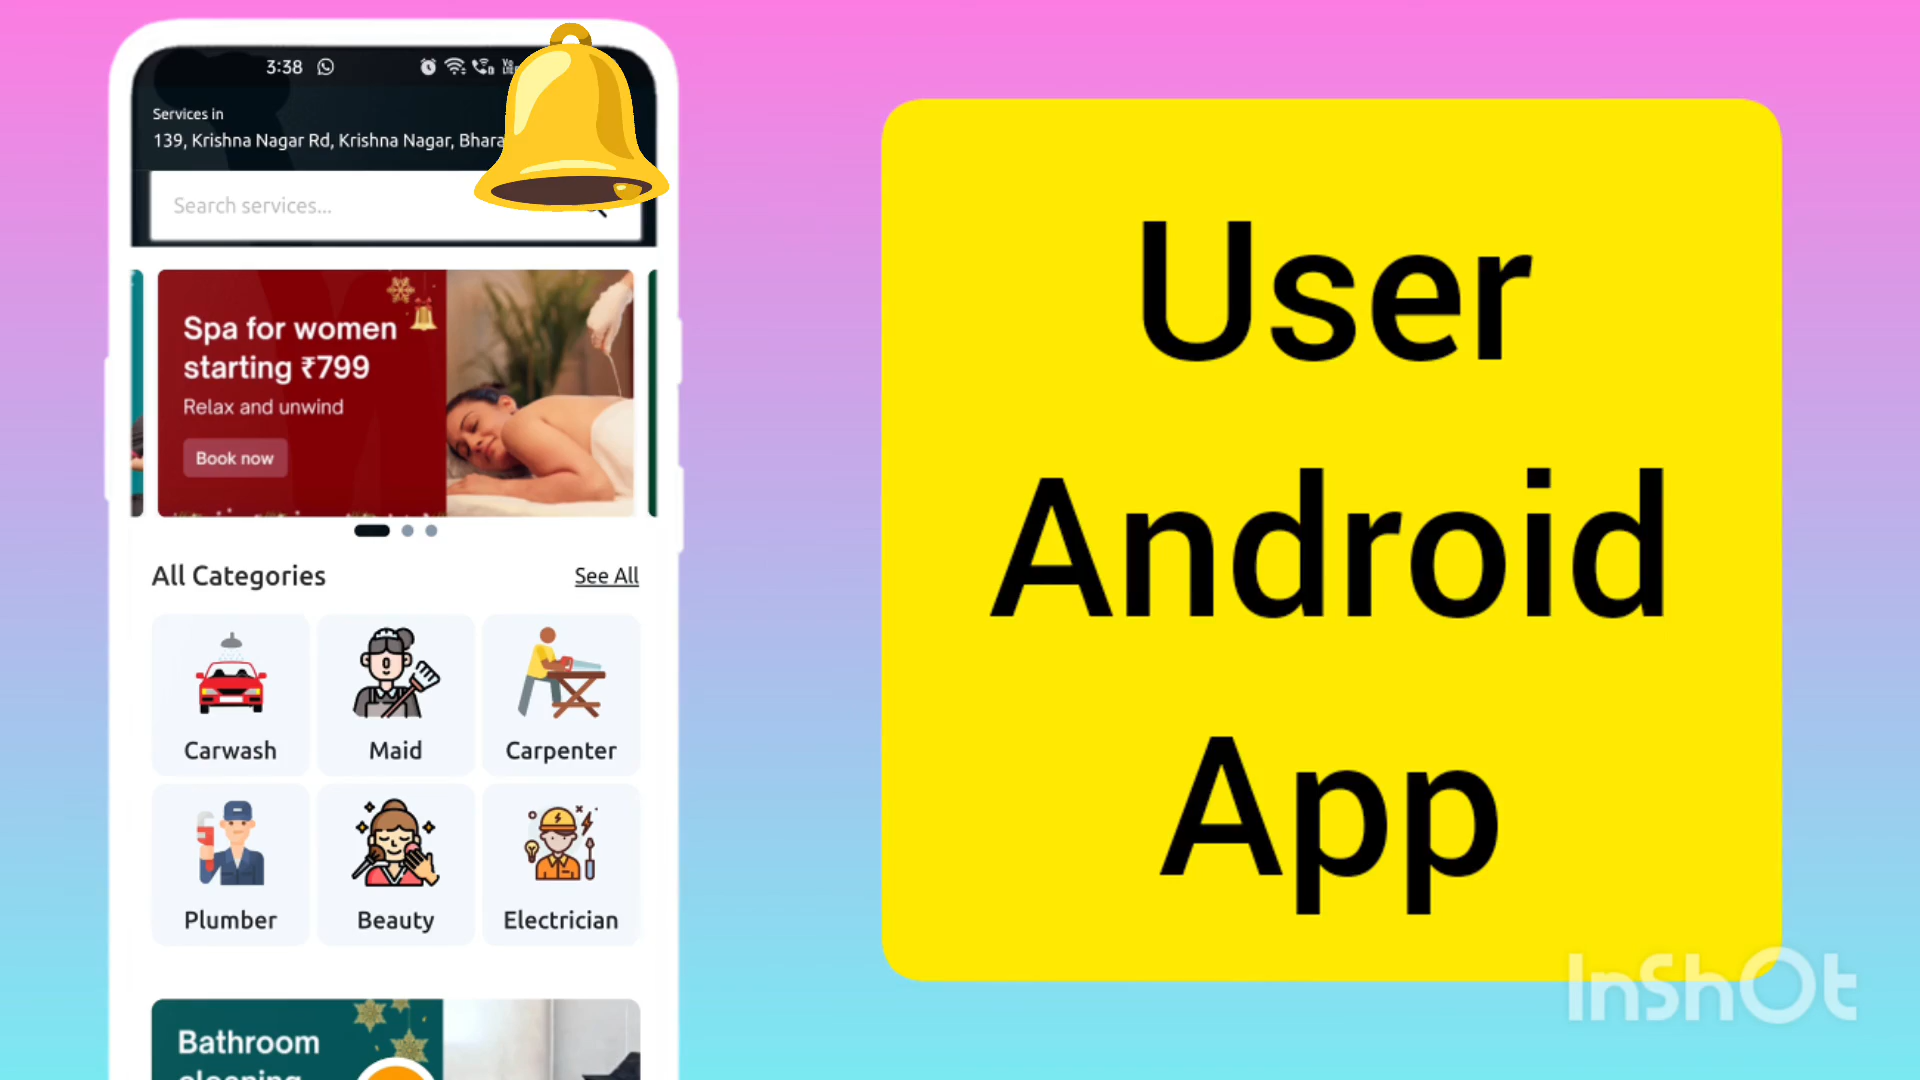 3:38
Services in
139, Krishna Nagar Rd, Krishna Nagar, Bhara
Search services...
Spa for women
starting ₹799
Relax and unwind
Book now
All Categories
See All
Carwash
Maid
Carpenter
Plumber
Beauty
Electrician
Bathroom
cleaning
User
Android
App
InShOt